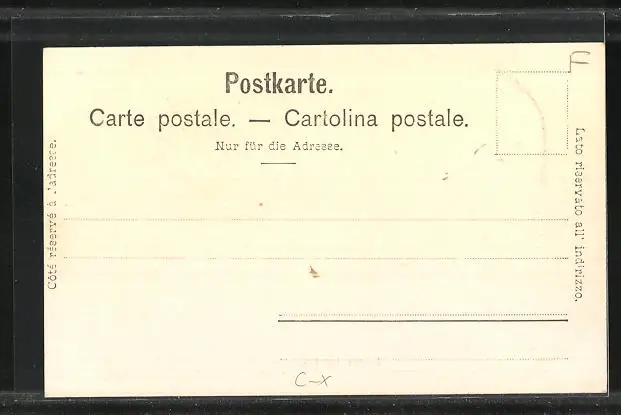 Postkarte.
Carte postale. — Cartolina postale.
Nur für die Adresse.
Côté réservé à l'adresse.
Lato riservato all' indirizzo.
F
C-x